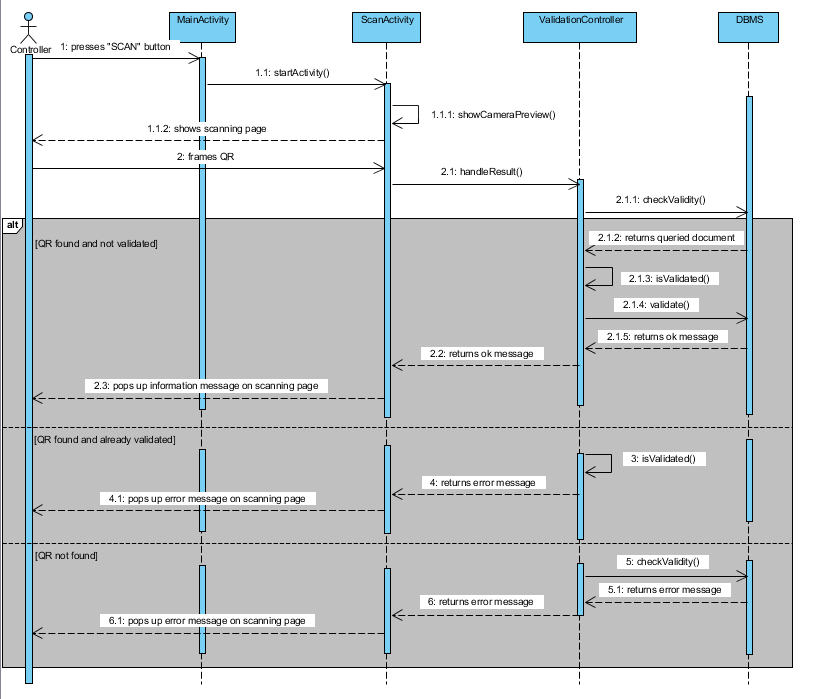 MainActivity
ScanActivity
ValidationController
DBMS
Controller
1: presses "SCAN" button
1.1: startActivity()
1.1.1: showCameraPreview()
1.1.2: shows scanning page
2: frames QR
2.1: handleResult()
2.1.1: checkValidity()
alt
[QR found and not validated]
2.1.2: returns queried document
2.1.3: isValidated()
2.1.4: validate()
2.1.5: returns ok message
2.2: returns ok message
2.3: pops up information message on scanning page
[QR found and already validated]
3: isValidated()
4: returns error message
4.1: pops up error message on scanning page
[QR not found]
5: checkValidity()
5.1: returns error message
6: returns error message
6.1: pops up error message on scanning page